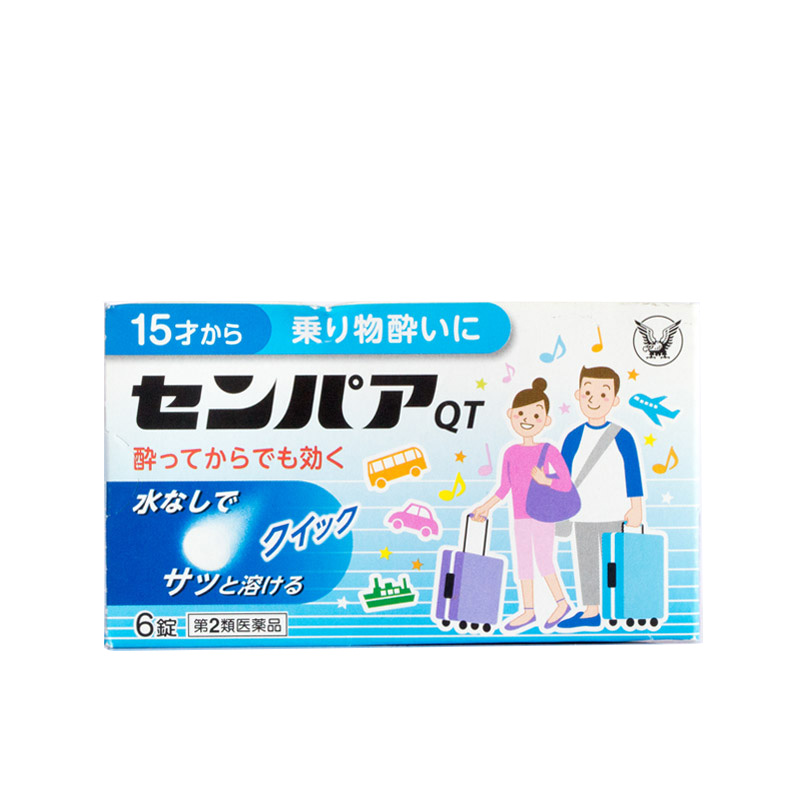 15才から 乗り物酔いに
センパアQT
酔ってからでも効く
水なしで
クイック
サッと溶ける
6錠 第2類医薬品